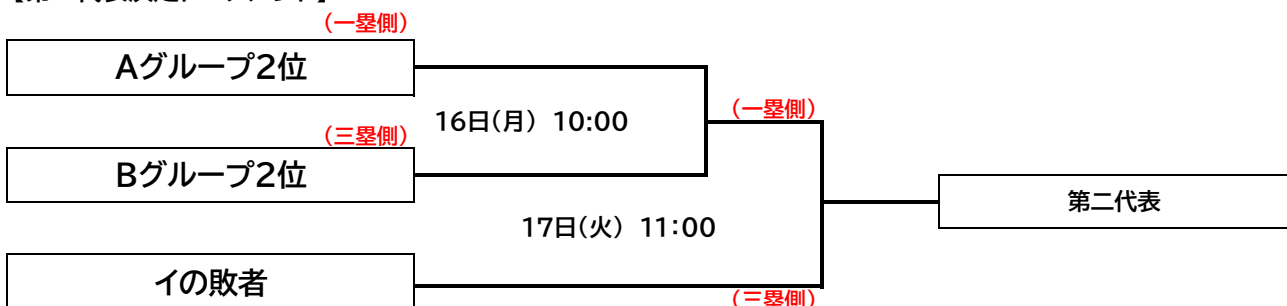 （一塁側）
Aグループ2位
16日(月) 10:00
（一塁側）
（三塁側）
Bグループ2位
第二代表
17日(火) 11:00
イの敗者
（三塁側）